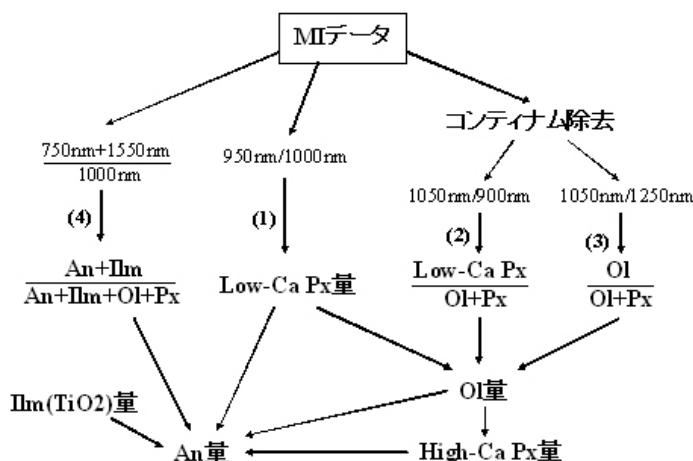 MIデータ
コンティナム除去
750nm+1550nm
1000nm
950nm/1000nm
1050nm/900nm
1050nm/1250nm
(4)
(1)
(2)
(3)
An+Ilm
An+Ilm+Ol+Px
Low-Ca Px量
Low-Ca Px
Ol+Px
Ol
Ol+Px
Ilm(TiO2)量
Ol量
An量
High-Ca Px量